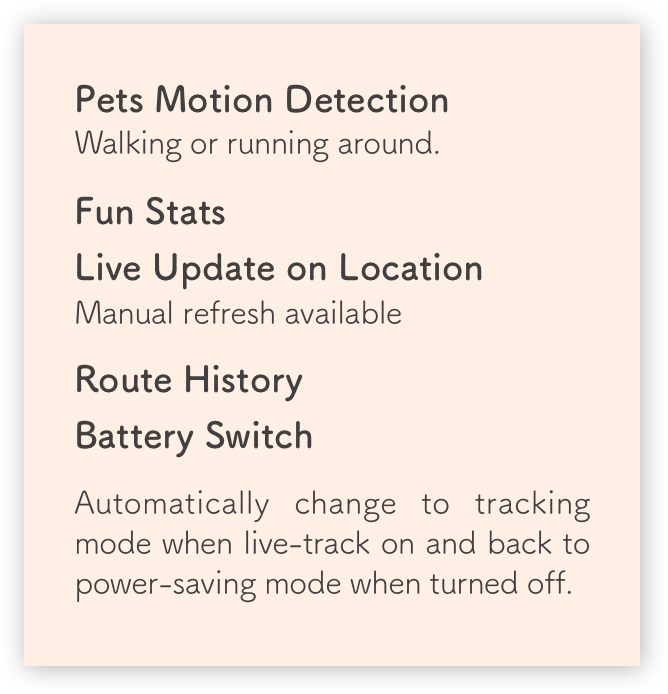 Pets Motion Detection
Walking or running around.
Fun Stats
Live Update on Location
Manual refresh available
Route History
Battery Switch
Automatically change to tracking
mode when live-track on and back to
power-saving mode when turned off.